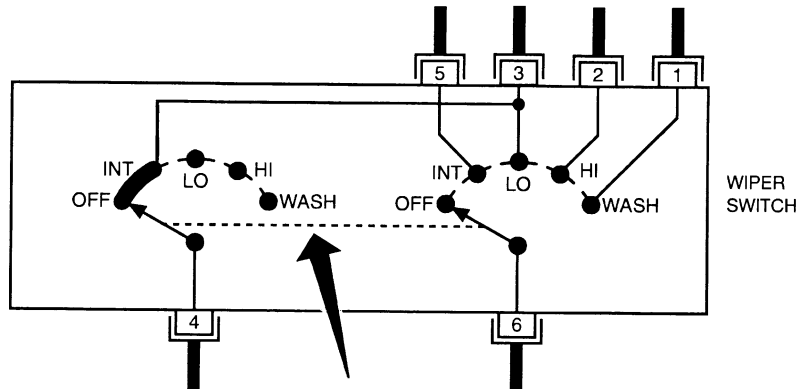 5 3 2 1
INT LO HI
OFF WASH
INT LO HI
OFF WASH
WIPER
SWITCH
4 6